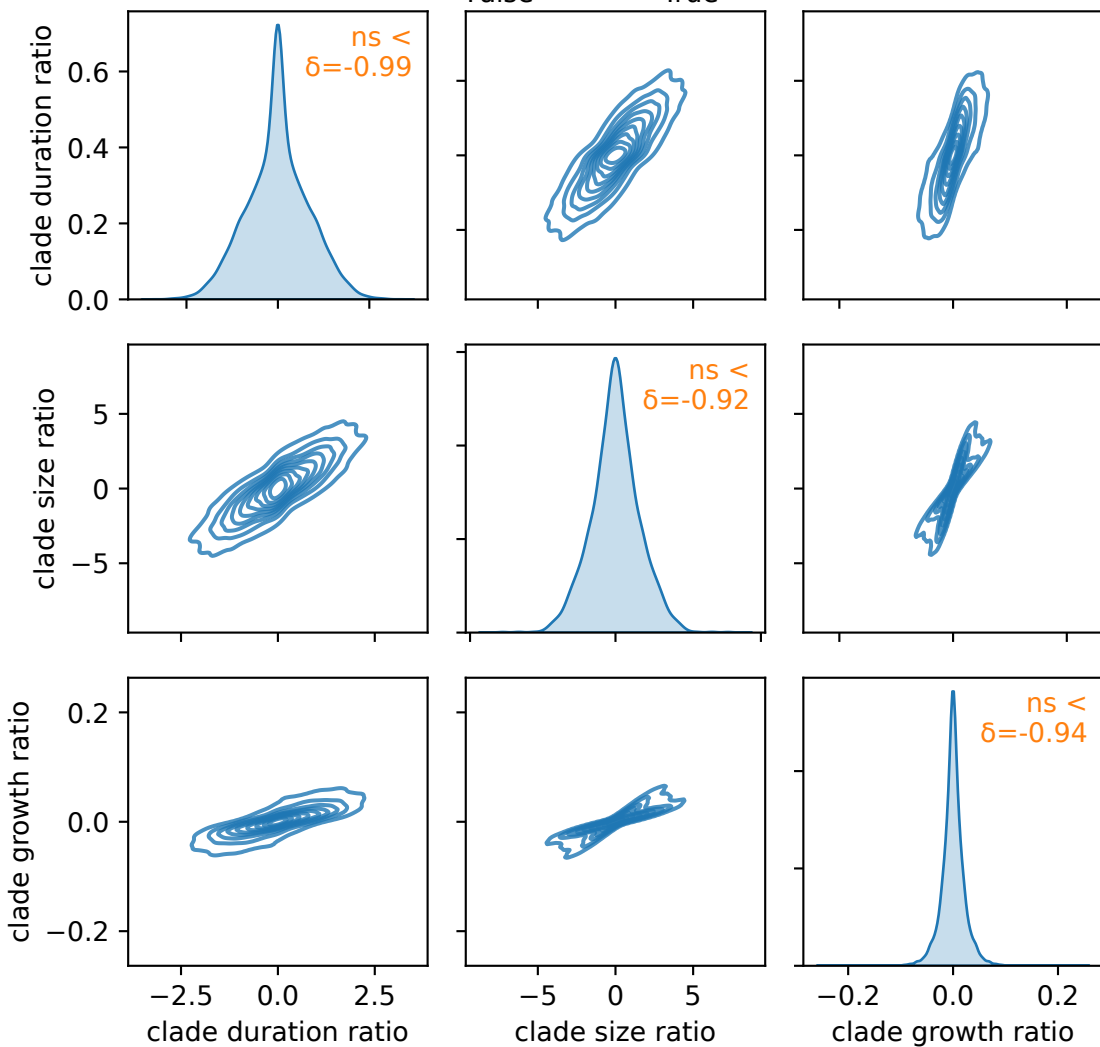 clade duration ratio
0.6
0.4
0.2
0.0
ns <
δ=-0.99
clade size ratio
5
0
−5
ns <
δ=-0.92
clade growth ratio
0.2
0.0
−0.2
ns <
δ=-0.94
−2.5 0.0 2.5
−5 0 5
−0.2 0.0 0.2
clade duration ratio
clade size ratio
clade growth ratio